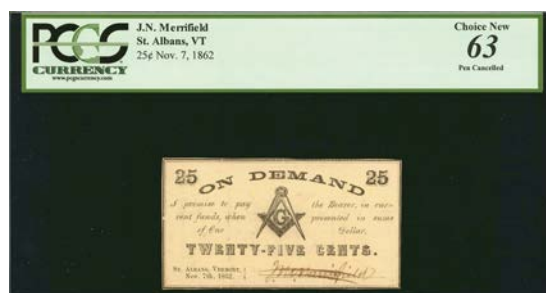 PCGS
CURRENCY
www.pcgscurrency.com
J.N. Merrifield
St. Albans, VT
25¢ Nov. 7, 1862
Choice New
63
Pen Cancelled
25 ON DEMAND 25
I promise to pay the Bearer, in cur-
rent funds, when presented in sums
of One Dollar,
G
TWENTY-FIVE CENTS.
St. Albans, Vermont,
Nov. 7th, 1862.
J.N. Merrifield